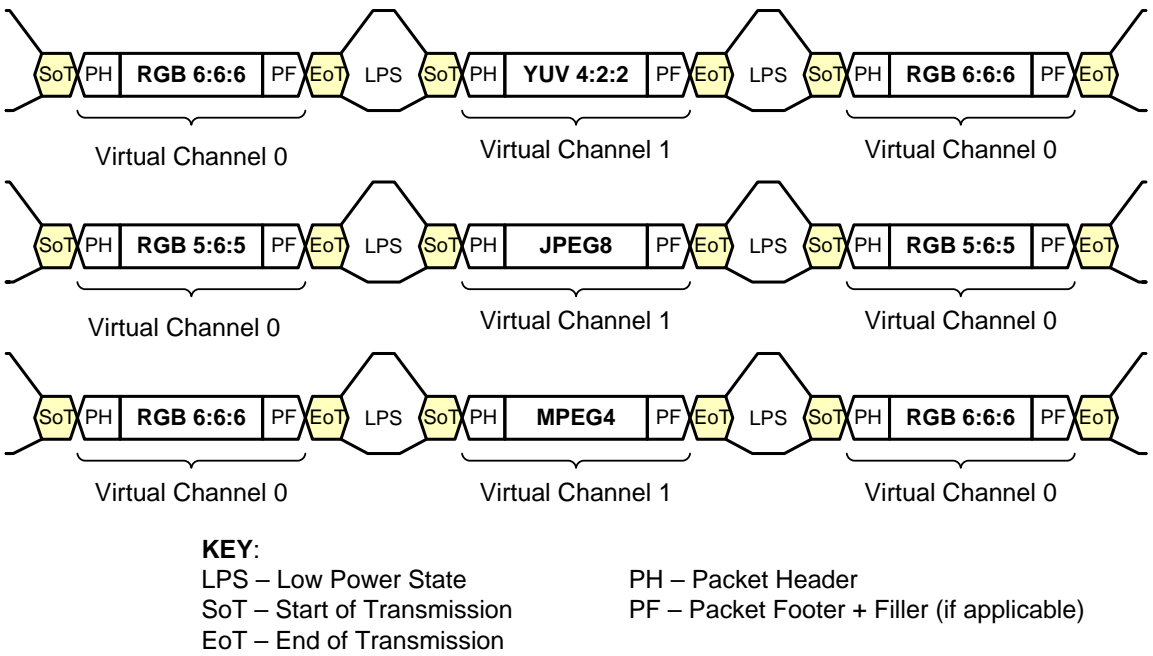 SoT PH RGB 6:6:6 PF EoT LPS SoT PH YUV 4:2:2 PF EoT LPS SoT PH RGB 6:6:6 PF EoT
Virtual Channel 0 Virtual Channel 1 Virtual Channel 0
SoT PH RGB 5:6:5 PF EoT LPS SoT PH JPEG8 PF EoT LPS SoT PH RGB 5:6:5 PF EoT
Virtual Channel 0 Virtual Channel 1 Virtual Channel 0
SoT PH RGB 6:6:6 PF EoT LPS SoT PH MPEG4 PF EoT LPS SoT PH RGB 6:6:6 PF EoT
Virtual Channel 0 Virtual Channel 1 Virtual Channel 0
KEY:
LPS – Low Power State PH – Packet Header
SoT – Start of Transmission PF – Packet Footer + Filler (if applicable)
EoT – End of Transmission